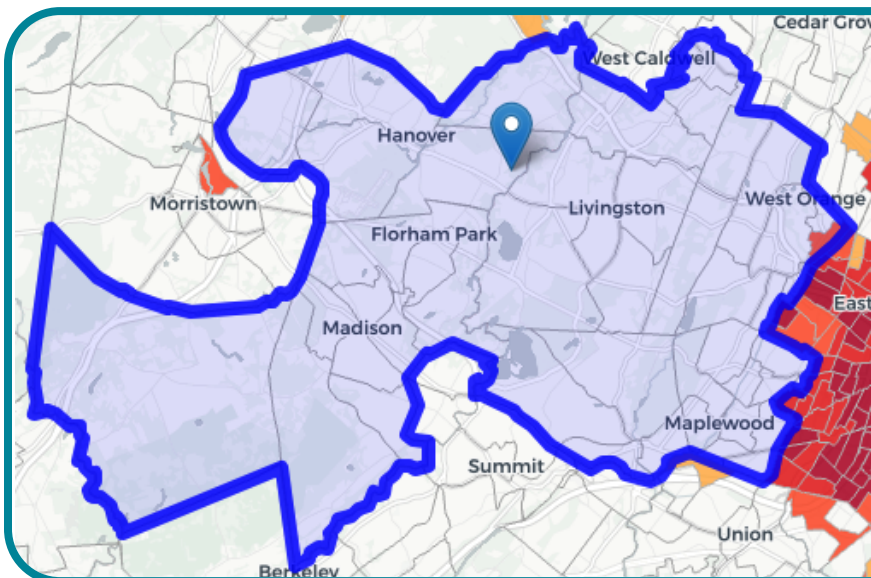 Cedar Grov
West Caldwell
Hanover
Morristown
Livingston
West Orange
Florham Park
East
Madison
Maplewood
Summit
Union
Berkeley